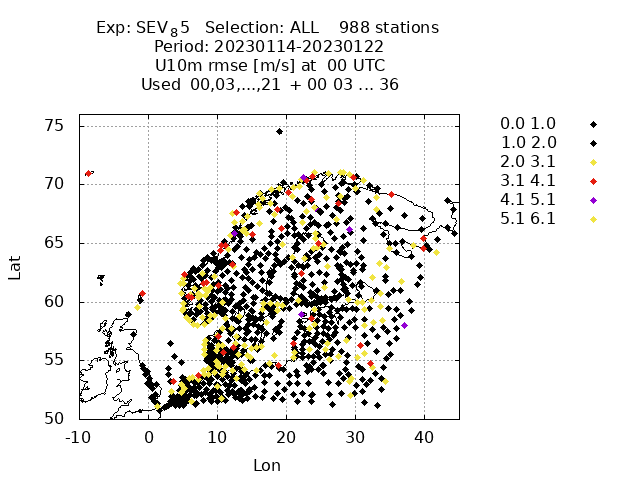 Exp: SEV₈5 Selection: ALL 988 stations
Period: 20230114-20230122
U10m rmse [m/s] at 00 UTC
Used 00,03,...,21 + 00 03 ... 36
75
70
65
60
55
50
-10 0 10 20 30 40
Lat
Lon
0.0 1.0
1.0 2.0
2.0 3.1
3.1 4.1
4.1 5.1
5.1 6.1